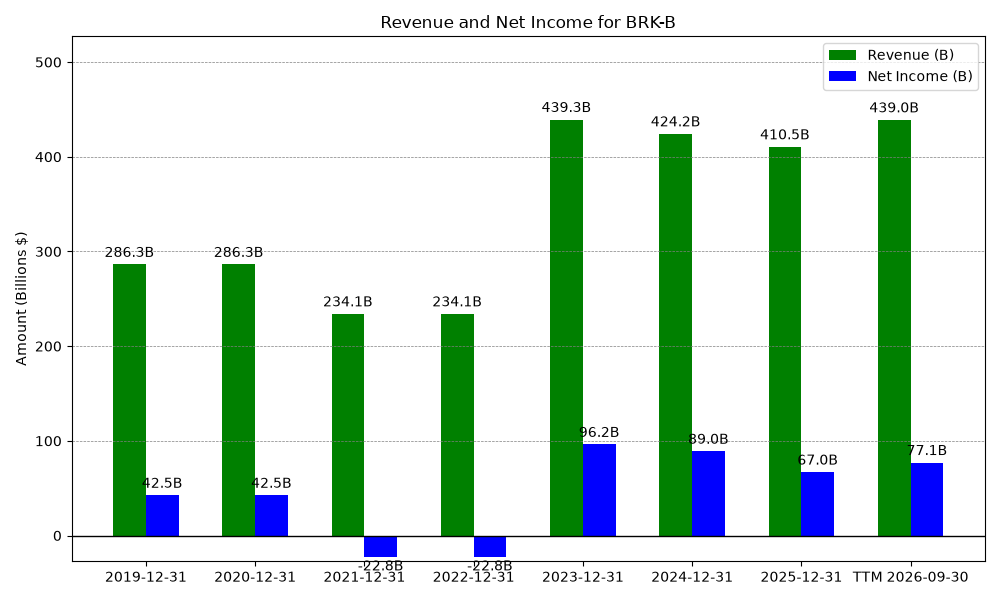 Revenue and Net Income for BRK-B
Revenue (B)
Net Income (B)
Amount (Billions $)
500
400
300
200
100
0
286.3B
42.5B
286.3B
42.5B
234.1B
-22.8B
234.1B
-22.8B
439.3B
96.2B
424.2B
89.0B
410.5B
67.0B
439.0B
77.1B
2019-12-31
2020-12-31
2021-12-31
2022-12-31
2023-12-31
2024-12-31
2025-12-31
TTM 2026-09-30